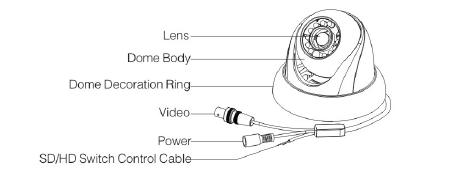 Lens
Dome Body
Dome Decoration Ring
Video
Power
SD/HD Switch Control Cable